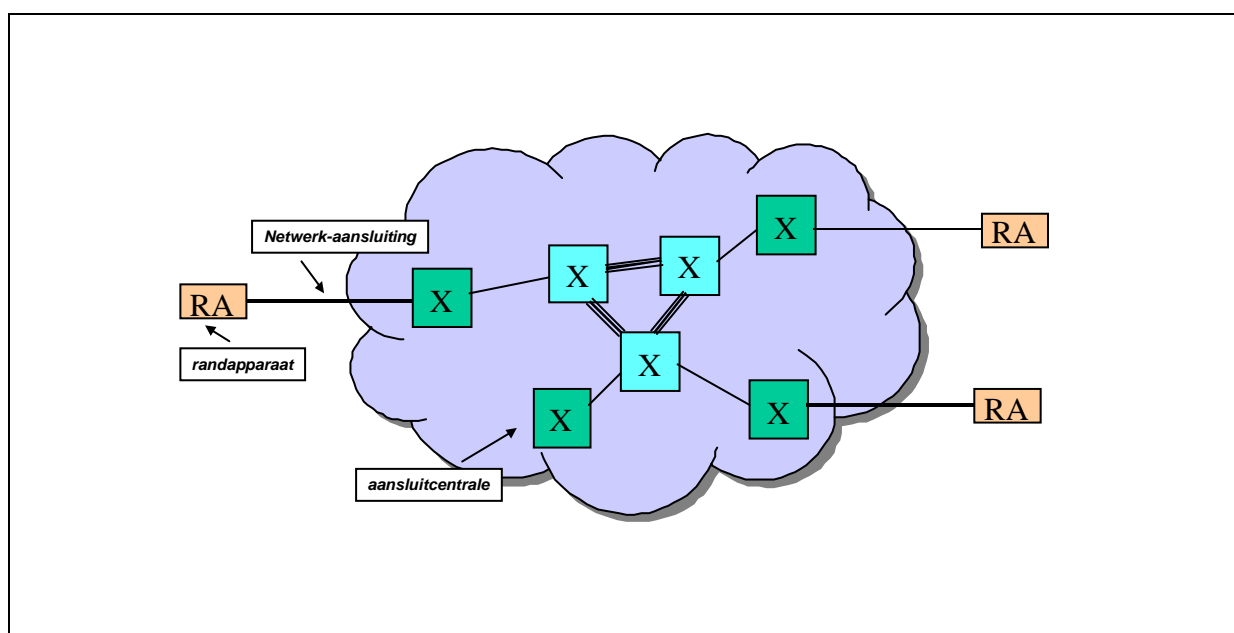 X
RA
Netwerk-aansluiting
X
X
X
RA
randapparaat
X
X
X
RA
aansluitcentrale